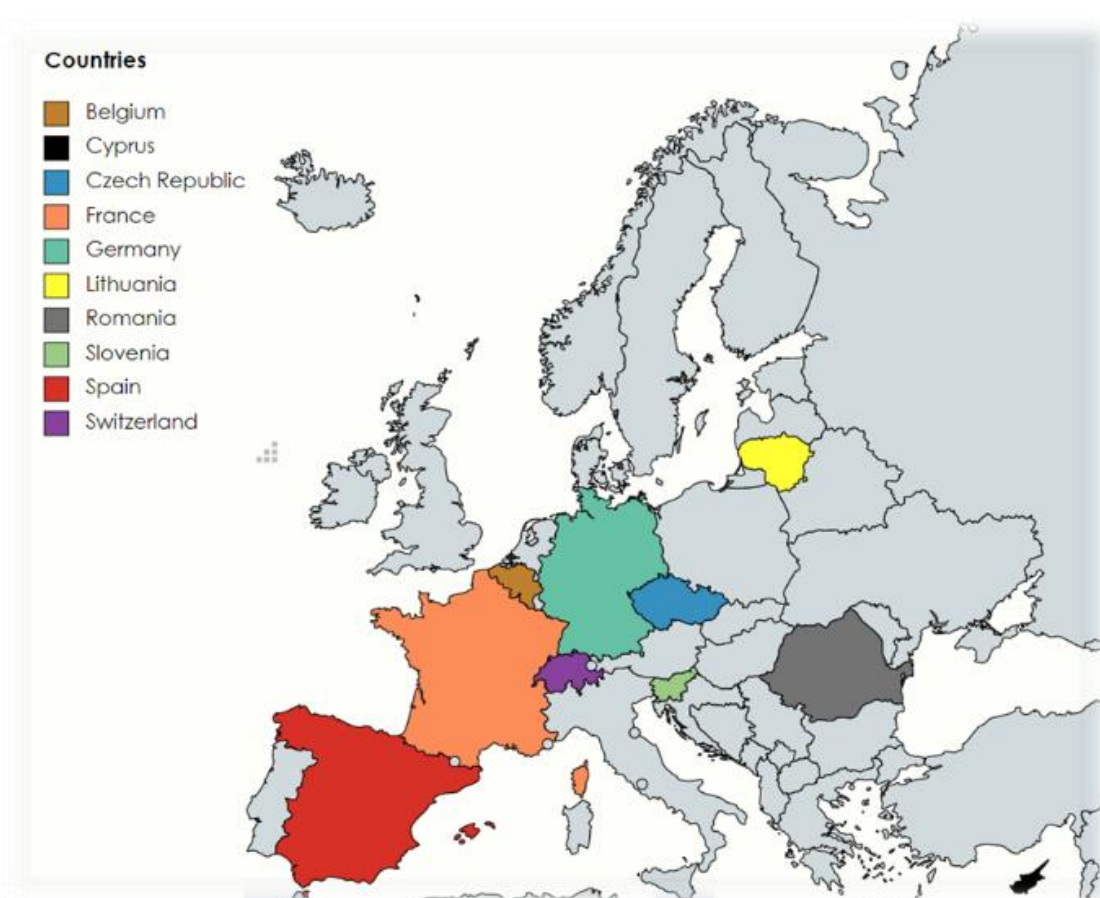 Countries
Belgium
Cyprus
Czech Republic
France
Germany
Lithuania
Romania
Slovenia
Spain
Switzerland